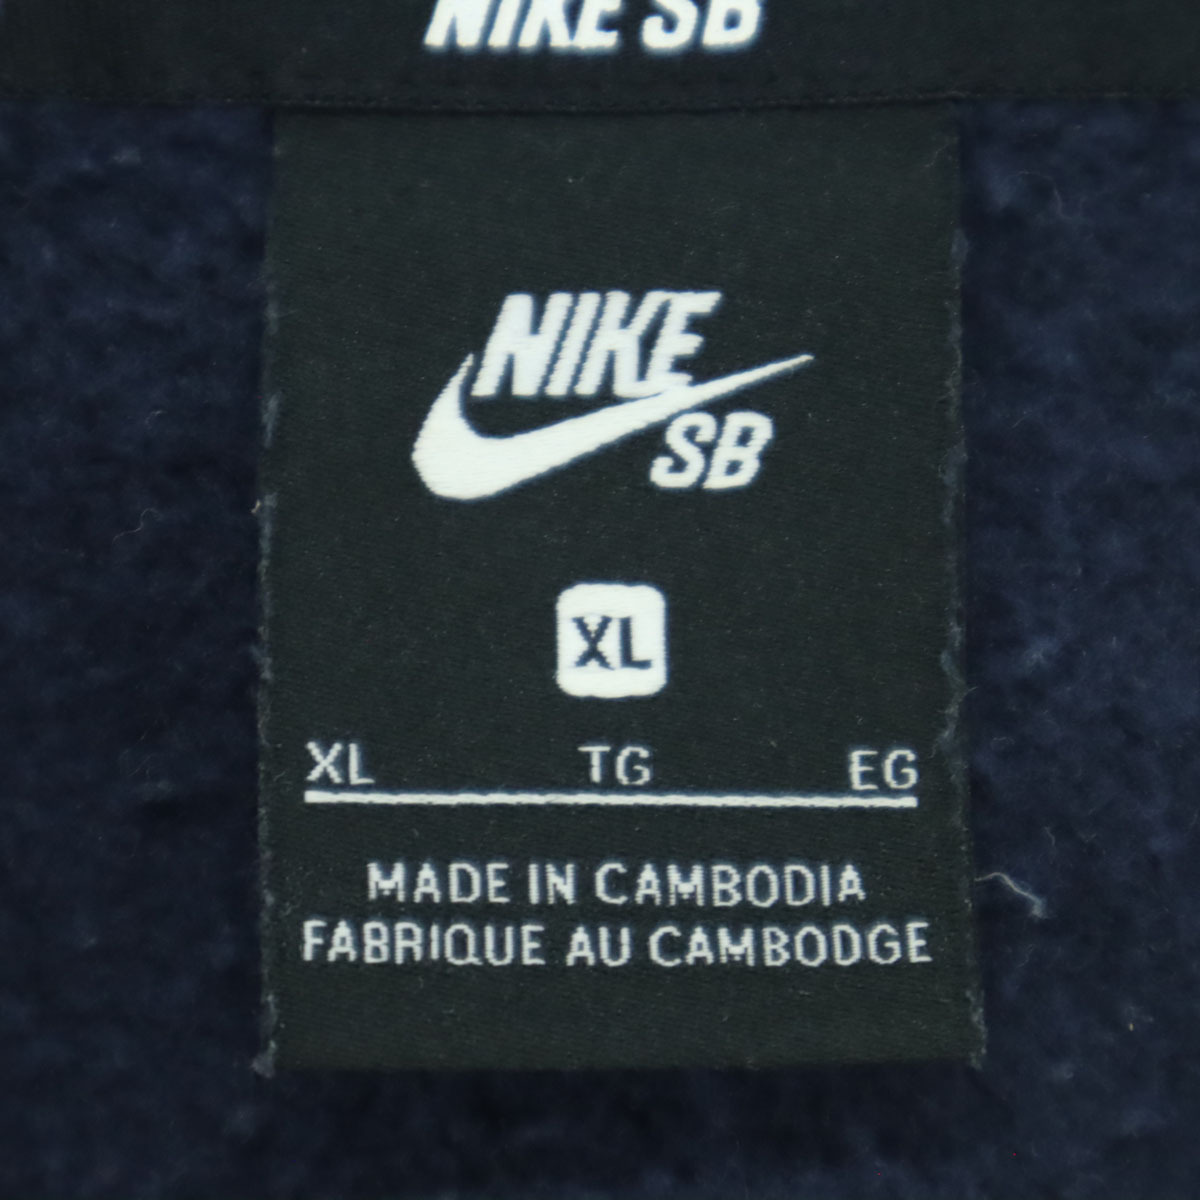 NIKE SB
NIKE
SB
XL
XL TG EG
MADE IN CAMBODIA
FABRIQUE AU CAMBODGE